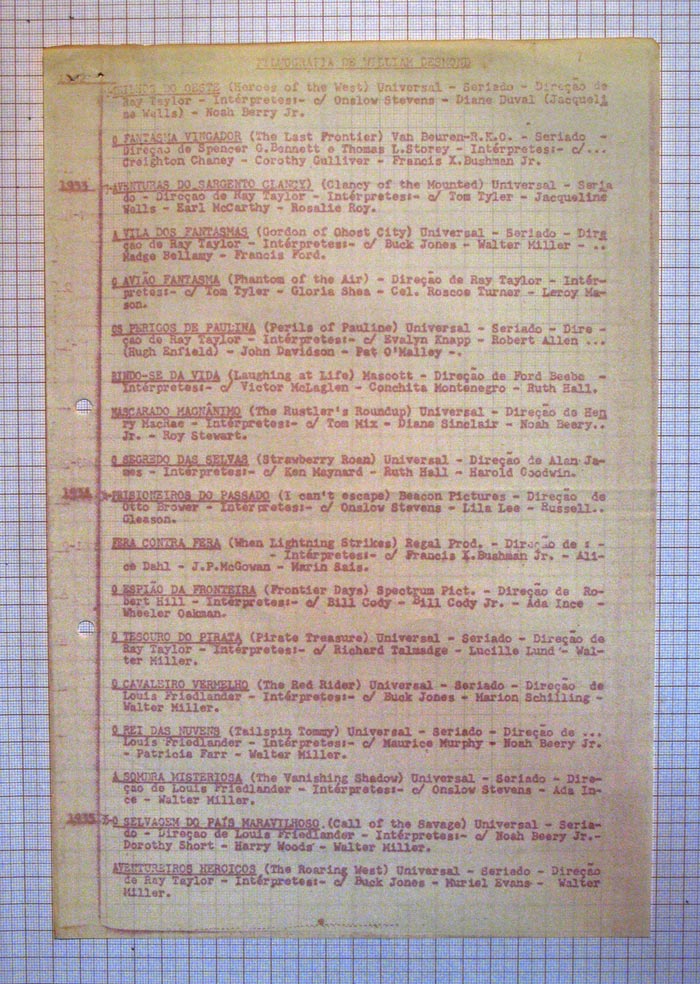 FILMOGRAFIA DE WILLIAM DESMOND
DO OESTE (Heroes of the West) Universal - Seriado - Direção de
Ray Taylor - Intérpretes:- c/ Onslow Stevens - Diane Duval (Jacqueli
ne Wells) - Noah Berry Jr.
O FANTASMA VINGADOR (The Last Frontier) Van Beuren-R.K.O. - Seriado -
Direçao de Spencer G.Bennett e Thomas L.Storey - Intérpretes:- c/...
Creighton Chaney - Corothy Gulliver - Francis X.Bushman Jr.
1933 -AVENTURAS DO SARGENTO CLANCY) (Clancy of the Mounted) Universal - Seria
do - Direçao de Ray Taylor - Intérpretes:- c/ Tom Tyler - Jacqueline
Wells - Earl McCarthy - Rosalie Roy.
A VILA DOS FANTASMAS (Gordon of Ghost City) Universal - Seriado - Dire
çao de Ray Taylor - Intérpretes:- c/ Buck Jones - Walter Miller - ..
Madge Bellamy - Francis Ford.
O AVIÃO FANTASMA (Phantom of the Air) - Direção de Ray Taylor - Intér-
pretes:- c/ Tom Tyler - Gloria Shea - Cel. Roscoe Turner - Leroy Ma-
son.
OS PERIGOS DE PAULINA (Perils of Pauline) Universal - Seriado - Dire -
ção de Ray Taylor - Intérpretes:- c/ Evalyn Knapp - Robert Allen ...
(Hugh Enfield) - John Davidson - Pat O'Malley -.
RINDO-SE DA VIDA (Laughing at Life) Mascott - Direção de Ford Beebe -
Intérpretes:- c/ Victor McLaglen - Conchita Montenegro - Ruth Hall.
MASCARADO MAGNÂNIMO (The Rustler's Roundup) Universal - Direção de Hen
ry MacRae - Intérpretes:- c/ Tom Mix - Diane Sinclair - Noah Beery..
Jr. - Roy Stewart.
O SEGREDO DAS SELVAS (Strawberry Roan) Universal - Direção de Alan Ja-
mes - Intérpretes:- c/ Ken Maynard - Ruth Hall - Harold Goodwin.
1934 -PRISIONEIROS DO PASSADO (I can't escape) Beacon Pictures - Direção de
Otto Brower - Intérpretes:- c/ Onslow Stevens - Lila Lee - Russell..
Gleason.
FERA CONTRA FERA (When Lightning Strikes) Regal Prod. - Direção de : -
- Intérpretes:- c/ Francis X.Bushman Jr. - Ali-
ce Dahl - J.P.McGowan - Marin Sais.
O ESPIÃO DA FRONTEIRA (Frontier Days) Spectrum Pict. - Direção de Ro-
bert Hill - Intérpretes:- c/ Bill Cody - Bill Cody Jr. - Ada Ince -
Wheeler Oakman.
O TESOURO DO PIRATA (Pirate Treasure) Universal - Seriado - Direção de
Ray Taylor - Intérpretes:- c/ Richard Talmadge - Lucille Lund - Wal-
ter Miller.
O CAVALEIRO VERMELHO (The Red Rider) Universal - Seriado - Direção de
Louis Friedlander - Intérpretes:- c/ Buck Jones - Marion Schilling -
Walter Miller.
O REI DAS NUVENS (Tailspin Tommy) Universal - Seriado - Direção de ...
Louis Friedlander - Intérpretes:- c/ Maurice Murphy - Noah Beery Jr.
- Patricia Farr - Walter Miller.
A SOMBRA MISTERIOSA (The Vanishing Shadow) Universal - Seriado - Dire-
çao de Louis Friedlander - Intérpretes:- c/ Onslow Stevens - Ada In-
ce - Walter Miller.
1935 -O SELVAGEM DO PAÍS MARAVILHOSO (Call of the Savage) Universal - Seria-
do - Direçao de Louis Friedlander - Intérpretes:- c/ Noah Beery Jr.-
Dorothy Short - Harry Woods - Walter Miller.
AVENTUREIROS HEROICOS (The Roaring West) Universal - Seriado - Direção
de Ray Taylor - Intérpretes:- c/ Buck Jones - Muriel Evans - Walter
Miller.